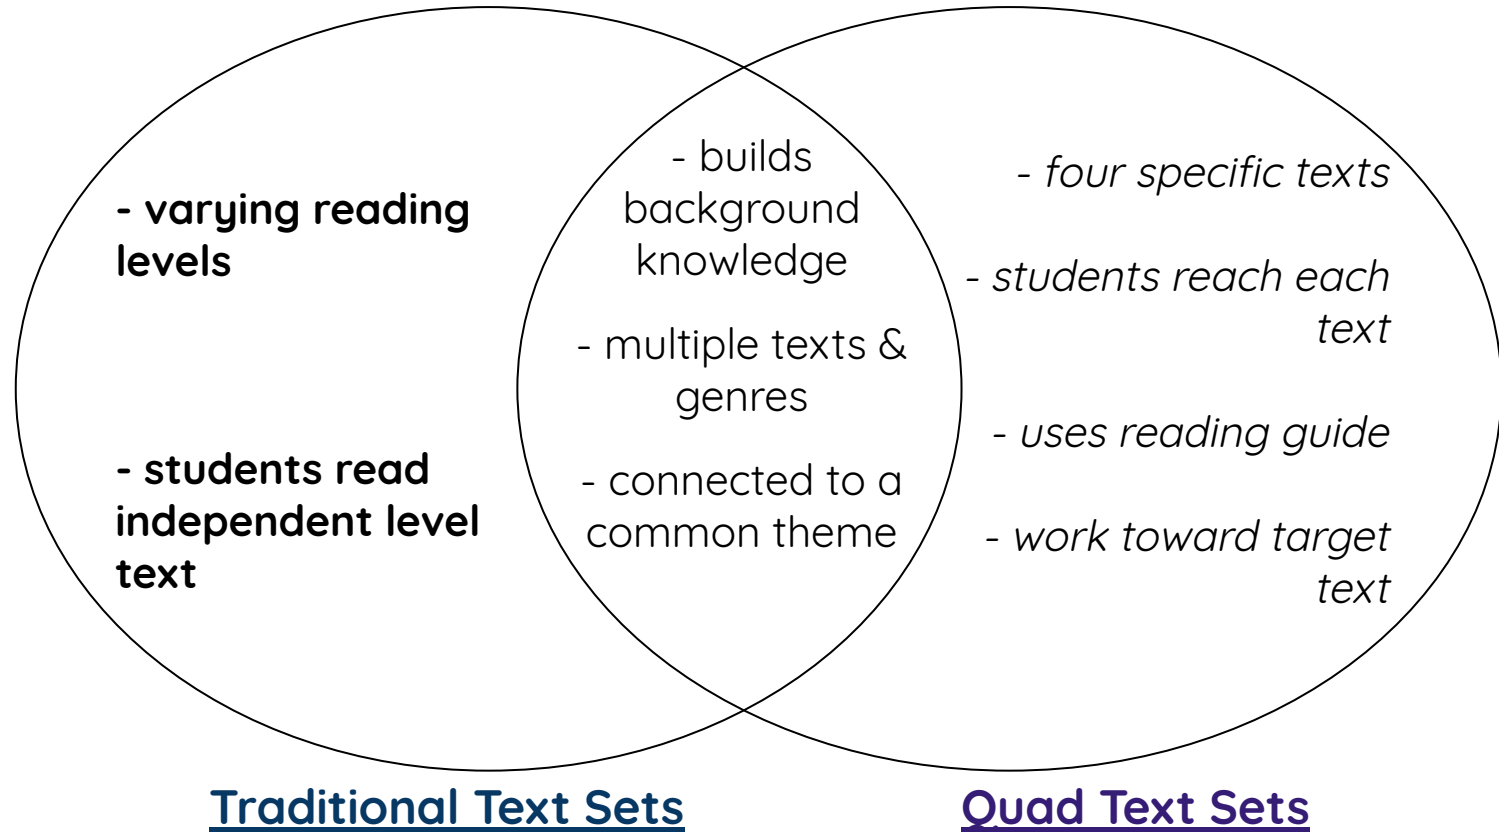 - varying reading
levels
- students read
independent level
text
- builds
background
knowledge
- multiple texts &
genres
- connected to a
common theme
- four specific texts
- students reach each
text
- uses reading guide
- work toward target
text
Traditional Text Sets
Quad Text Sets